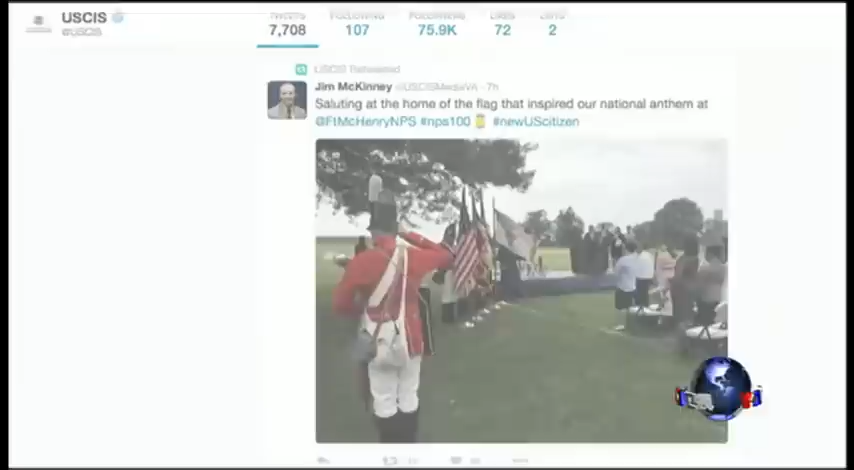 USCIS
@USCIS
TWEETS FOLLOWING FOLLOWERS LIKES LISTS
7,708 107 75.9K 72 2
USCIS Retweeted
Jim McKinney @USCISMediaVA · 7h
Saluting at the home of the flag that inspired our national anthem at
@FtMcHenryNPS #nps100 #newUScitizen